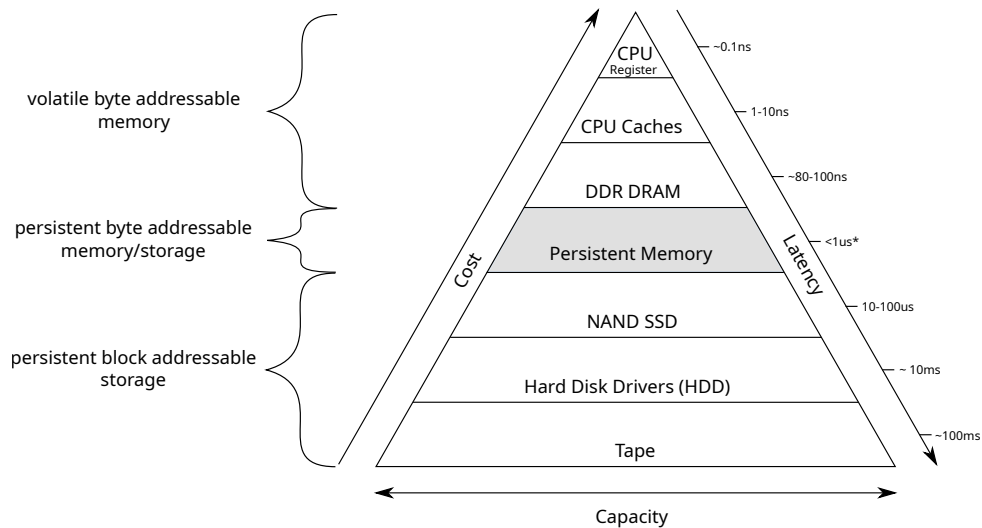 CPU
Register
~0.1ns
volatile byte addressable
memory
CPU Caches
1-10ns
DDR DRAM
~80-100ns
persistent byte addressable
memory/storage
Persistent Memory
<1us*
Cost
Latency
NAND SSD
10-100us
persistent block addressable
storage
Hard Disk Drivers (HDD)
~ 10ms
Tape
~100ms
Capacity